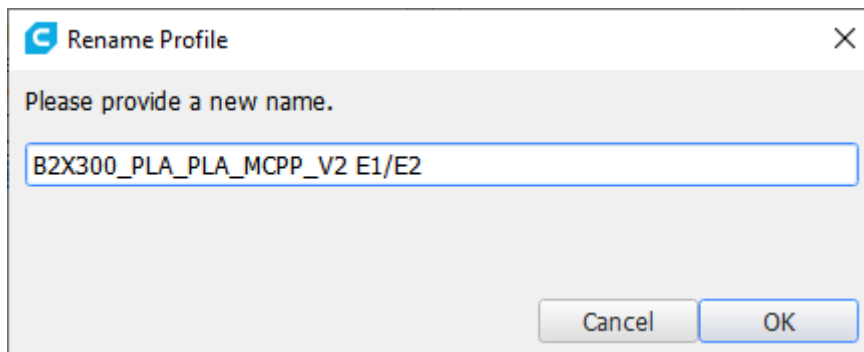 Rename Profile
Please provide a new name.
B2X300_PLA_PLA_MCPP_V2 E1/E2
Cancel OK